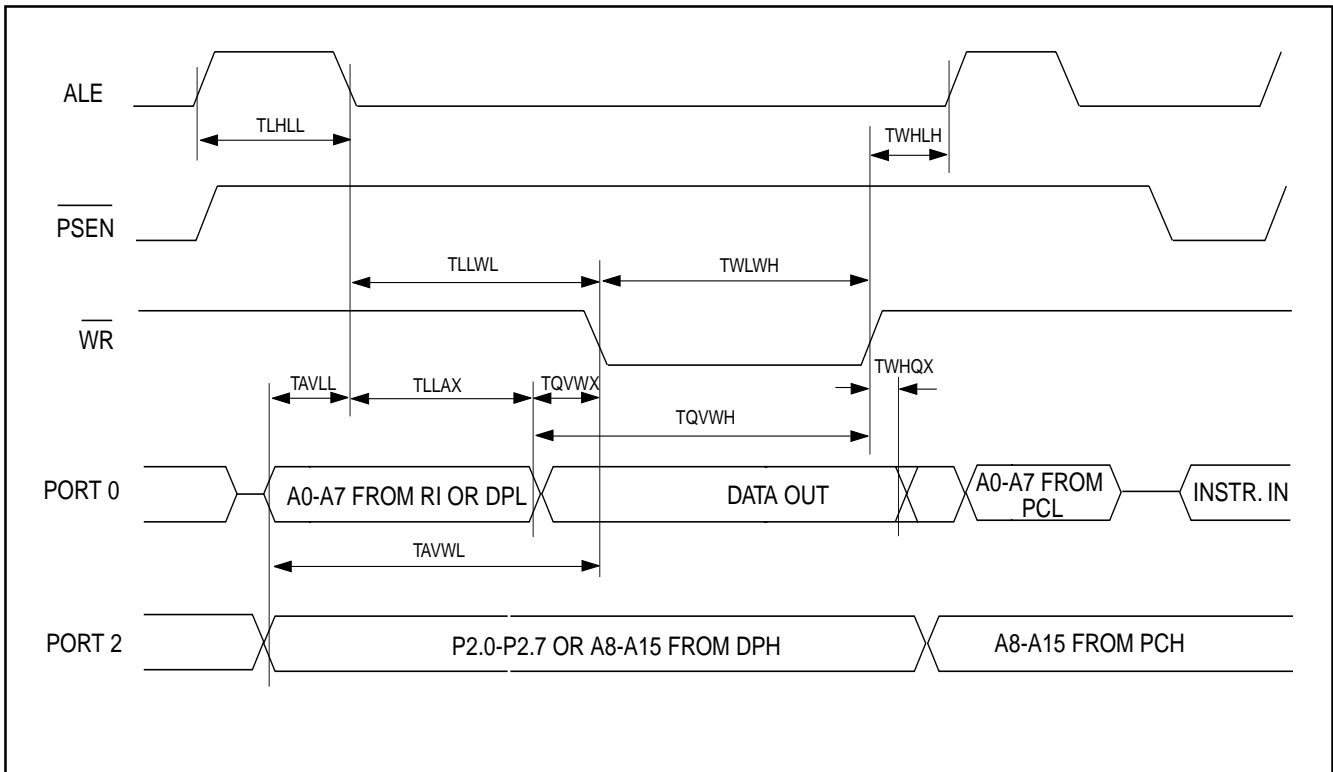 ALE
TLHLL
TWHLH
PSEN
TLLWL
TWLWH
WR
TAVLL
TLLAX
TQVWX
TWHQX
TQVWH
PORT 0
A0-A7 FROM RI OR DPL
DATA OUT
A0-A7 FROM
PCL
INSTR. IN
TAVWL
PORT 2
P2.0-P2.7 OR A8-A15 FROM DPH
A8-A15 FROM PCH